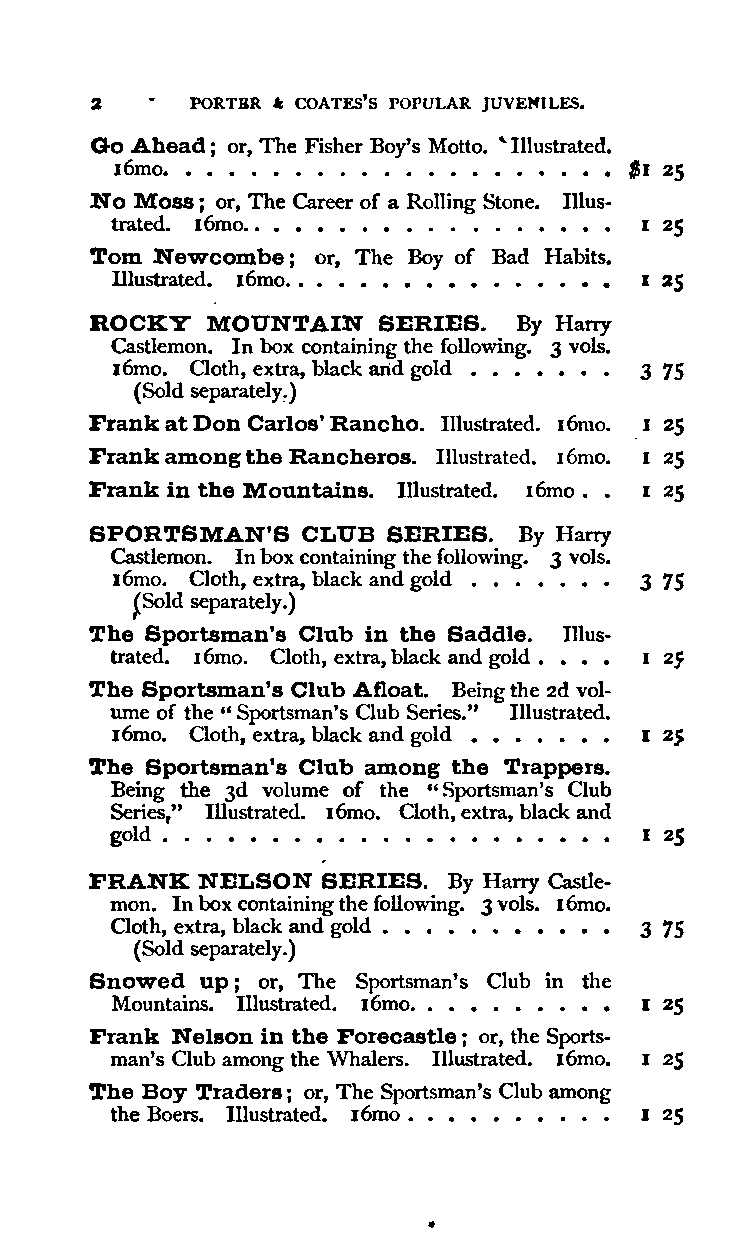 2 PORTER & COATES'S POPULAR JUVENILES.
Go Ahead; or, The Fisher Boy's Motto. Illustrated.
16mo. . . . . . . . . . . . . . . . . . . . . . $1 25
No Moss; or, The Career of a Rolling Stone. Illus-
trated. 16mo. . . . . . . . . . . . . . . . . . . 1 25
Tom Newcombe; or, The Boy of Bad Habits.
Illustrated. 16mo. . . . . . . . . . . . . . . . . 1 25
ROCKY MOUNTAIN SERIES. By Harry
Castlemon. In box containing the following. 3 vols.
16mo. Cloth, extra, black and gold . . . . . . . 3 75
(Sold separately.)
Frank at Don Carlos' Rancho. Illustrated. 16mo. 1 25
Frank among the Rancheros. Illustrated. 16mo. 1 25
Frank in the Mountains. Illustrated. 16mo . . 1 25
SPORTSMAN'S CLUB SERIES. By Harry
Castlemon. In box containing the following. 3 vols.
16mo. Cloth, extra, black and gold . . . . . . . 3 75
(Sold separately.)
The Sportsman's Club in the Saddle. Illus-
trated. 16mo. Cloth, extra, black and gold . . . . 1 25
The Sportsman's Club Afloat. Being the 2d vol-
ume of the "Sportsman's Club Series." Illustrated.
16mo. Cloth, extra, black and gold . . . . . . . 1 25
The Sportsman's Club among the Trappers.
Being the 3d volume of the "Sportsman's Club
Series," Illustrated. 16mo. Cloth, extra, black and
gold . . . . . . . . . . . . . . . . . . . . . 1 25
FRANK NELSON SERIES. By Harry Castle-
mon. In box containing the following. 3 vols. 16mo.
Cloth, extra, black and gold . . . . . . . . . . . 3 75
(Sold separately.)
Snowed up; or, The Sportsman's Club in the
Mountains. Illustrated. 16mo. . . . . . . . . . . 1 25
Frank Nelson in the Forecastle; or, the Sports-
man's Club among the Whalers. Illustrated. 16mo. 1 25
The Boy Traders; or, The Sportsman's Club among
the Boers. Illustrated. 16mo . . . . . . . . . . 1 25